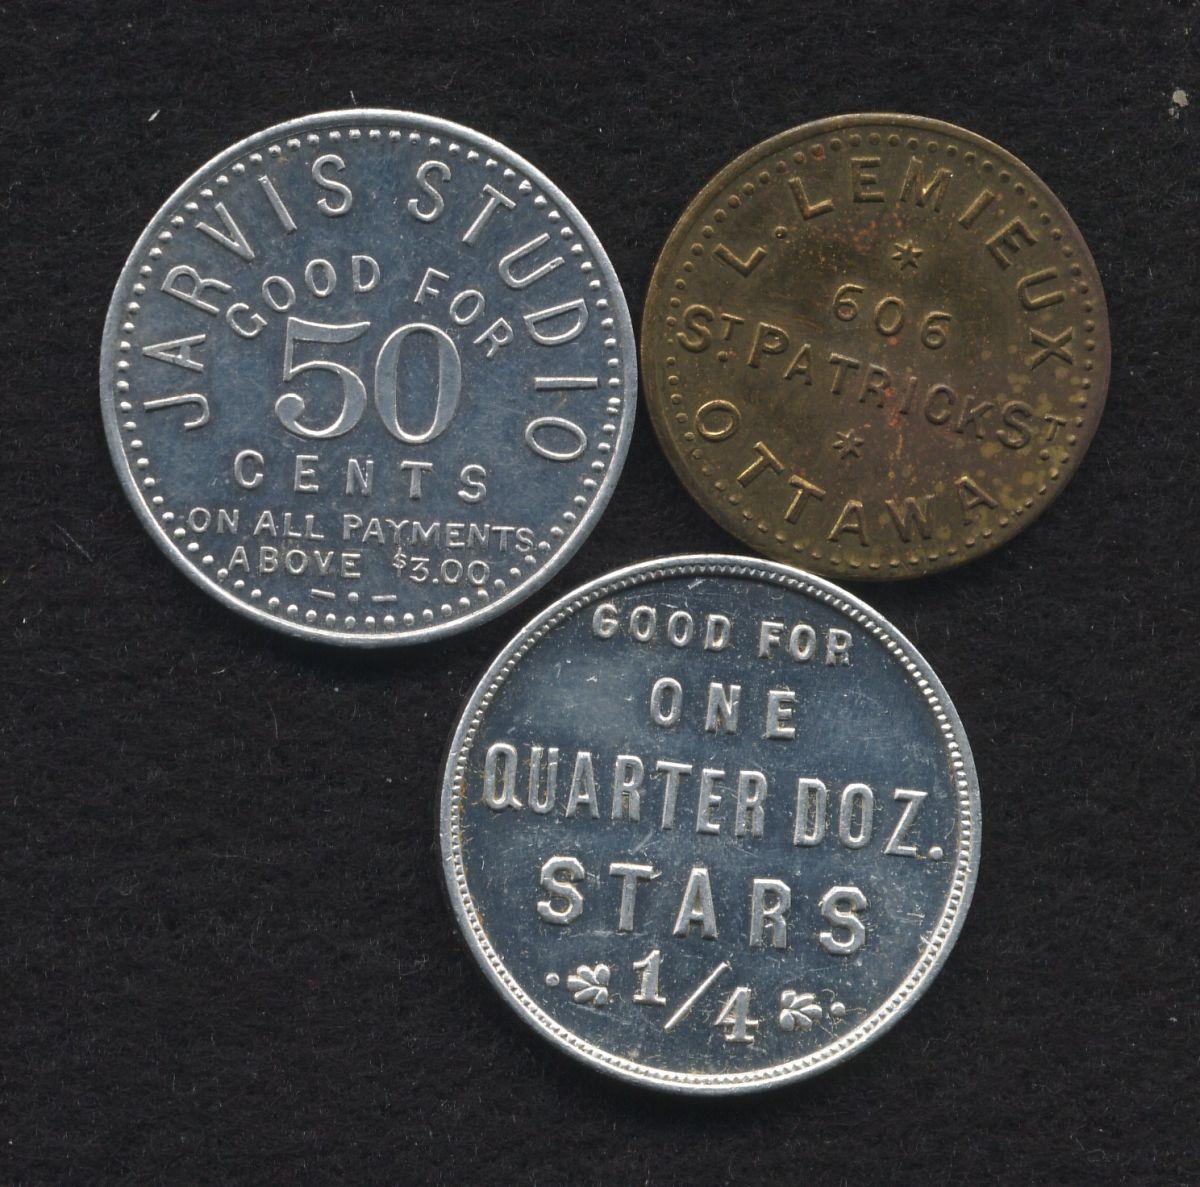 JARVIS STUDIO
GOOD FOR
50
CENTS
ON ALL PAYMENTS
ABOVE $3.00
L. LEMIEUX
606
ST. PATRICK ST.
OTTAWA
GOOD FOR
ONE
QUARTER DOZ.
STARS
1/4